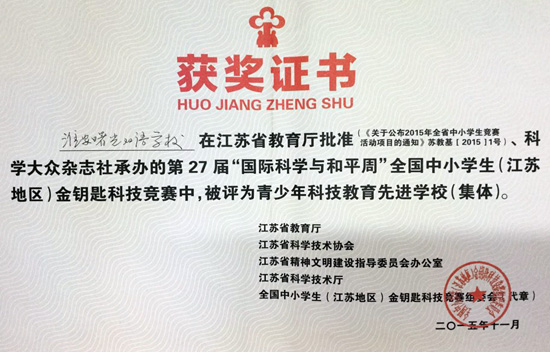 获奖证书
HUO JIANG ZHENG SHU
淮安曙光双语学校 在江苏省教育厅批准(《关于公布2015年全省中小学生竞赛活动项目的通知》苏教基[2015]1号)、科
学大众杂志社承办的第27届“国际科学与和平周”全国中小学生(江苏
地区)金钥匙科技竞赛中,被评为青少年科技教育先进学校(集体)。
江苏省教育厅
江苏省科学技术协会
江苏省精神文明建设指导委员会办公室
江苏省科学技术厅
全国中小学生(江苏地区)金钥匙科技竞赛组委会(代章)
二〇一五年十一月